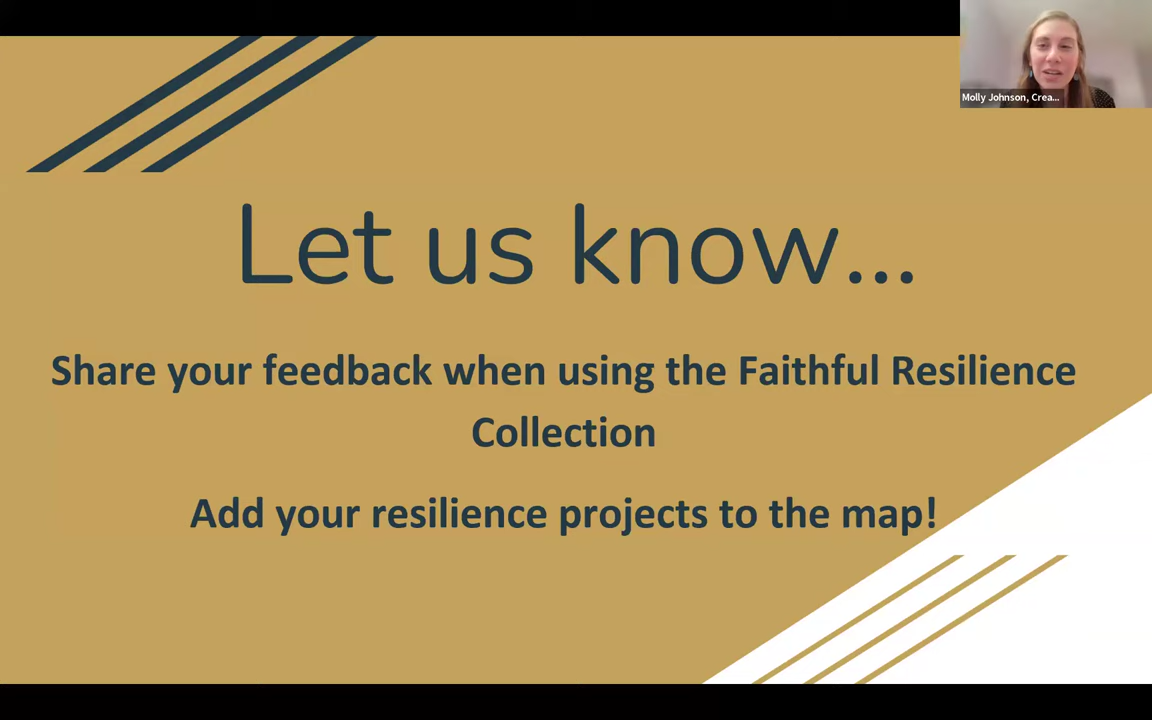 Molly Johnson, Crea...
Let us know...
Share your feedback when using the Faithful Resilience
Collection
Add your resilience projects to the map!